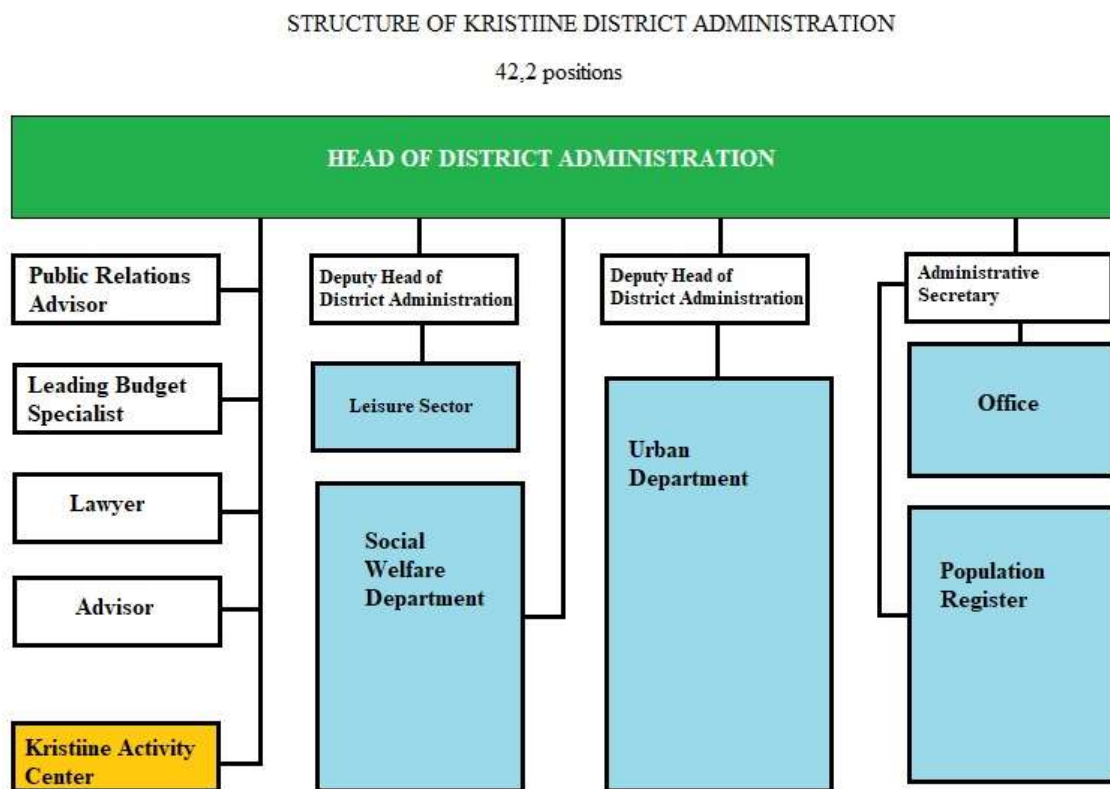 STRUCTURE OF KRISTIINE DISTRICT ADMINISTRATION
42,2 positions
HEAD OF DISTRICT ADMINISTRATION
Public Relations
Advisor
Leading Budget
Specialist
Lawyer
Advisor
Kristiine Activity
Center
Deputy Head of
District Administration
Leisure Sector
Social
Welfare
Department
Deputy Head of
District Administration
Urban
Department
Administrative
Secretary
Office
Population
Register